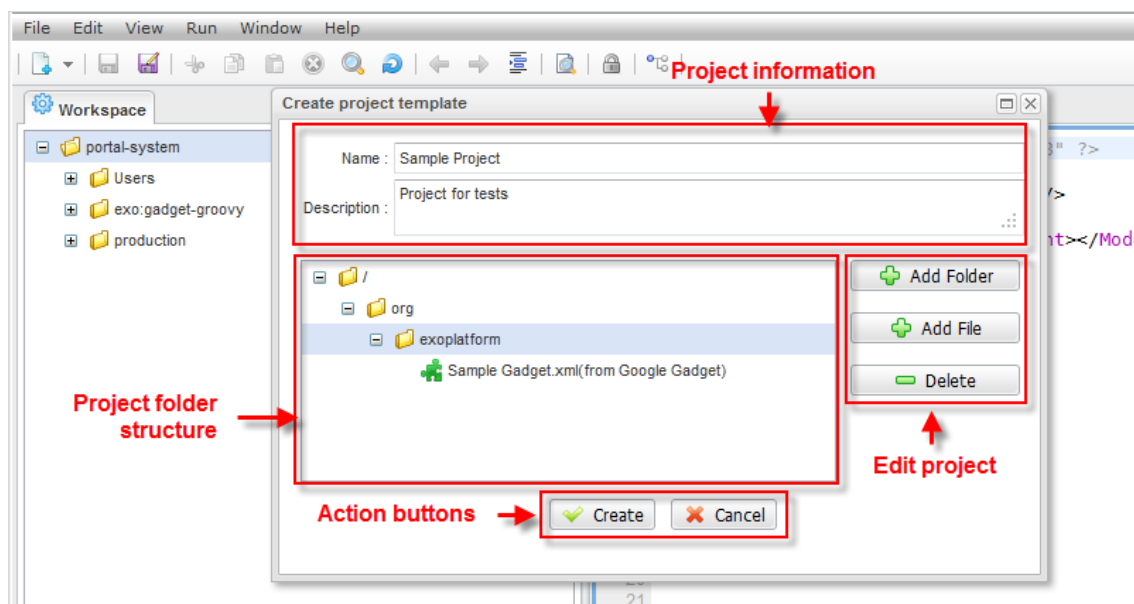 File Edit View Run Window Help
Project information
Workspace
Create project template
portal-system
Users
exo:gadget-groovy
production
Name : Sample Project
Description : Project for tests
3" ?>
/>
nt></Mod
/
org
exoplatform
Sample Gadget.xml(from Google Gadget)
Add Folder
Add File
Delete
Project folder
structure
Edit project
Action buttons
Create Cancel
21